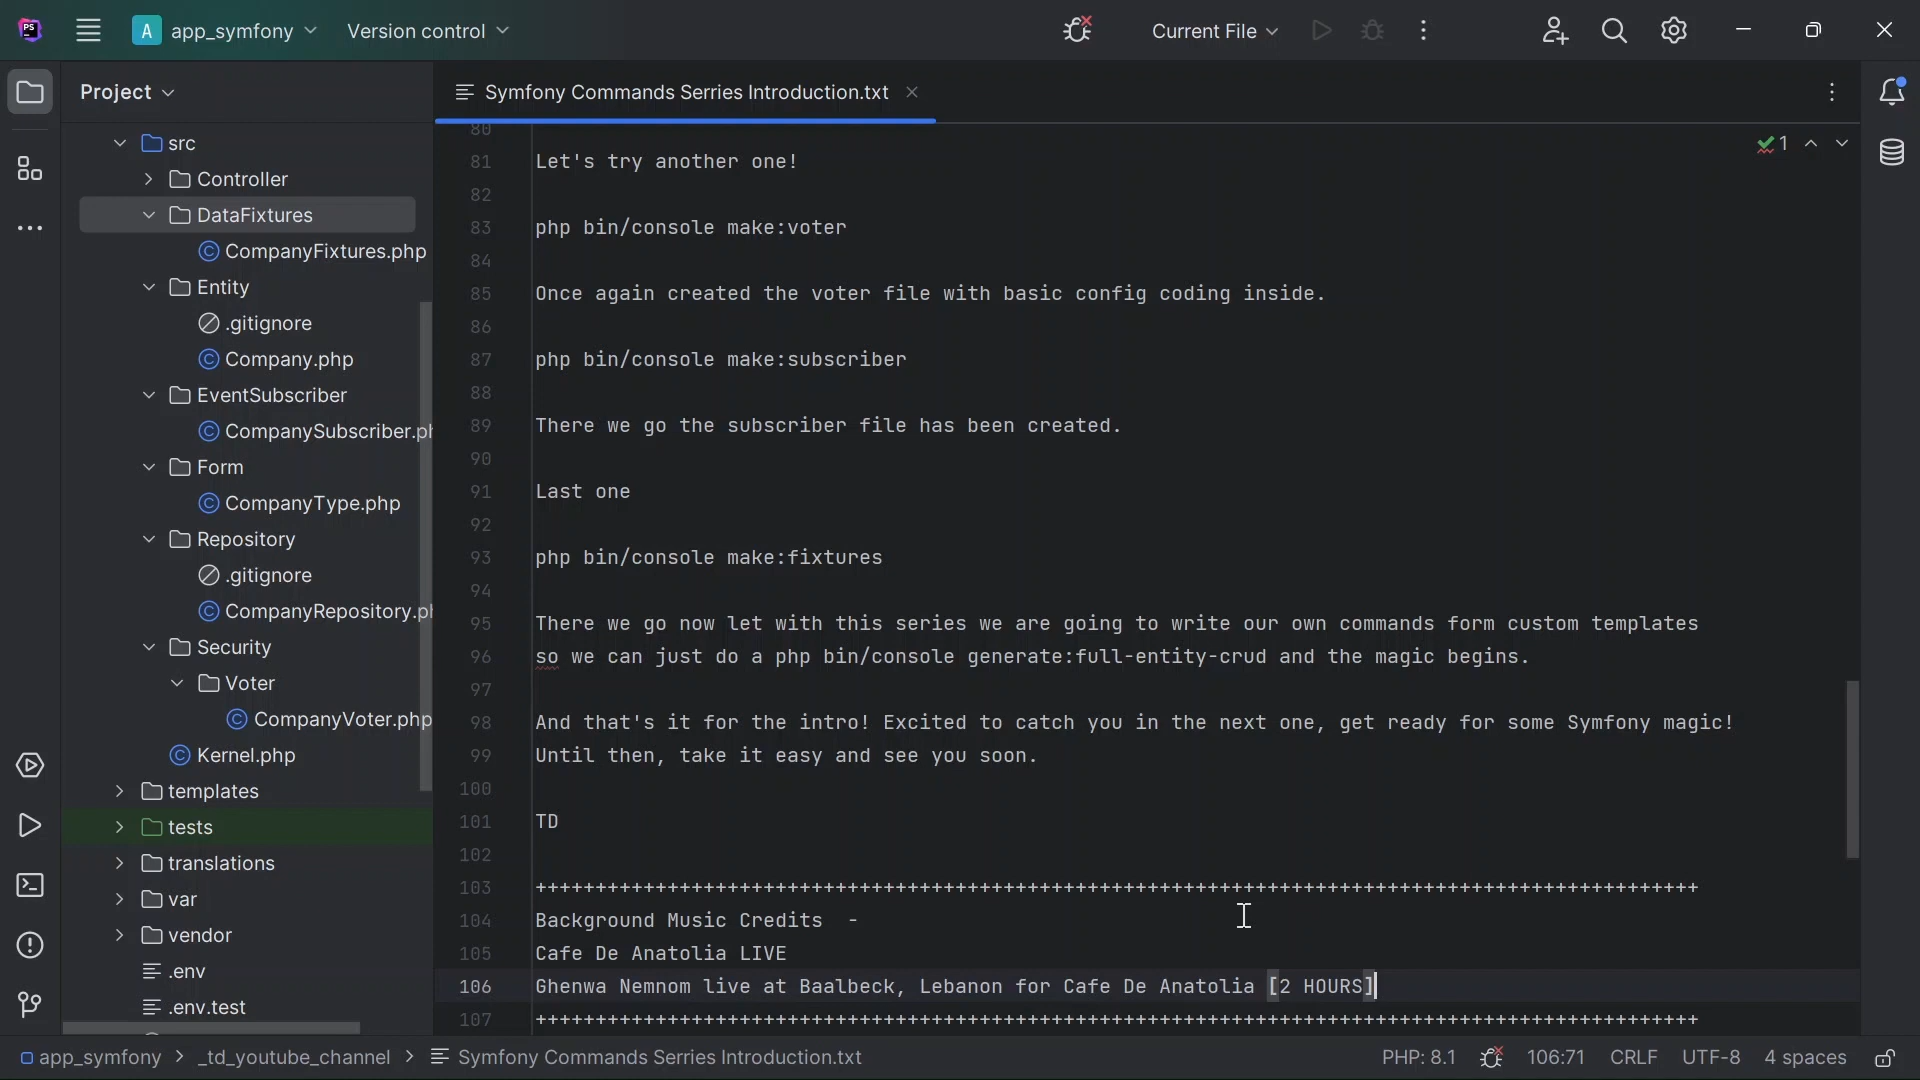 PS
A app_symfony
Version control
Current File
Project
src
Controller
DataFixtures
CompanyFixtures.php
Entity
.gitignore
Company.php
EventSubscriber
CompanySubscriber.ph
Form
CompanyType.php
Repository
.gitignore
CompanyRepository.ph
Security
Voter
CompanyVoter.php
Kernel.php
templates
tests
translations
var
vendor
.env
.env.test
Symfony Commands Serries Introduction.txt
1
80
81 Let's try another one!
82
83 php bin/console make:voter
84
85 Once again created the voter file with basic config coding inside.
86
87 php bin/console make:subscriber
88
89 There we go the subscriber file has been created.
90
91 Last one
92
93 php bin/console make:fixtures
94
95 There we go now let with this series we are going to write our own commands form custom templates
96 so we can just do a php bin/console generate:full-entity-crud and the magic begins.
97
98 And that's it for the intro! Excited to catch you in the next one, get ready for some Symfony magic!
99 Until then, take it easy and see you soon.
100
101 TD
102
103 +++++++++++++++++++++++++++++++++++++++++++++++++++++++++++++++++++++++++++++++++++++++++++++++++
104 Background Music Credits  -
105 Cafe De Anatolia LIVE
106 Ghenwa Nemnom live at Baalbeck, Lebanon for Cafe De Anatolia [2 HOURS]
107 +++++++++++++++++++++++++++++++++++++++++++++++++++++++++++++++++++++++++++++++++++++++++++++++++
app_symfony > _td_youtube_channel > Symfony Commands Serries Introduction.txt
PHP: 8.1 106:71 CRLF UTF-8 4 spaces